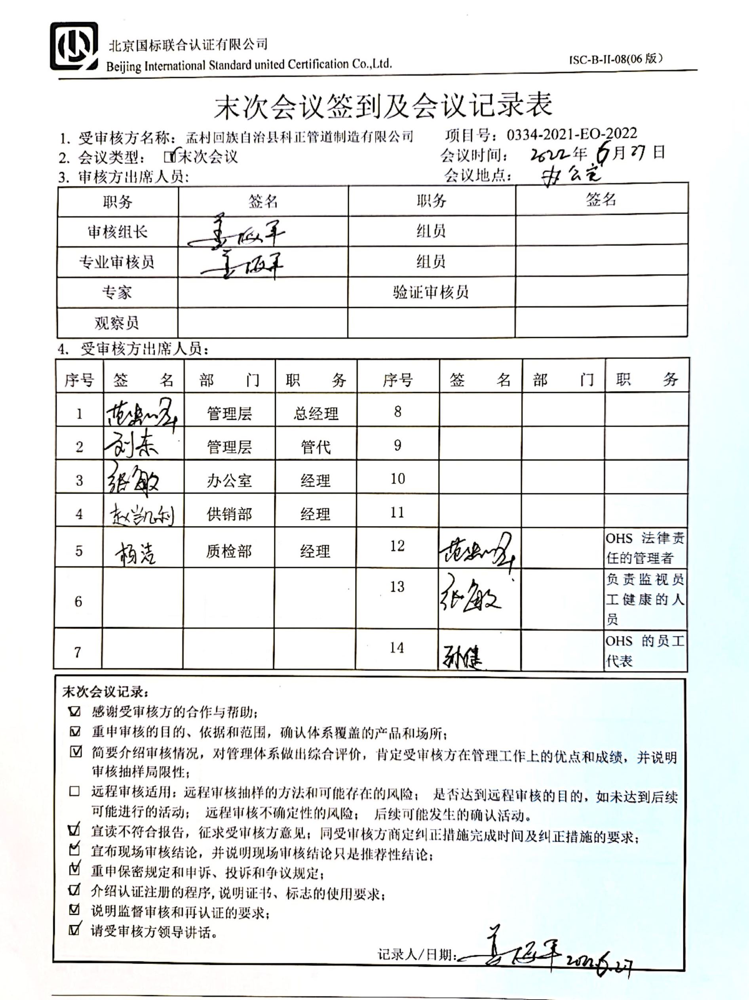 北京国标联合认证有限公司
Beijing International Standard united Certification Co.,Ltd.
ISC-B-II-08(06 版)
末次会议签到及会议记录表
1. 受审核方名称：孟村回族自治县科正管道制造有限公司 项目号：0334-2021-EO-2022
2. 会议类型： ☑末次会议 会议时间： 2022年 6月27日
3. 审核方出席人员: 会议地点： 办公室
职务 签名 职务 签名
审核组长 组员
专业审核员 组员
专家 验证审核员
观察员
4. 受审核方出席人员：
序号 签 名 部 门 职 务 序号 签 名 部 门 职 务
1 管理层 总经理 8
2 刘东 管理层 管代 9
3 张敏 办公室 经理 10
4 赵凯利 供销部 经理 11
5 杨洁 质检部 经理 12 OHS 法律责
任的管理者
6 13 张敏 负责监视员
工健康的人
员
7 14 孙健 OHS 的员工
代表
末次会议记录：
☑ 感谢受审核方的合作与帮助；
☑ 重申审核的目的、依据和范围，确认体系覆盖的产品和场所；
☑ 简要介绍审核情况，对管理体系做出综合评价，肯定受审核方在管理工作上的优点和成绩，并说明
审核抽样局限性；
☐ 远程审核适用：远程审核抽样的方法和可能存在的风险； 是否达到远程审核的目的，如未达到后续
可能进行的活动； 远程审核不确定性的风险； 后续可能发生的确认活动。
☑ 宣读不符合报告，征求受审核方意见；同受审核方商定纠正措施完成时间及纠正措施的要求；
☑ 宣布现场审核结论，并说明现场审核结论只是推荐性结论；
☑ 重申保密规定和申诉、投诉和争议规定；
☑ 介绍认证注册的程序,说明证书、标志的使用要求；
☑ 说明监督审核和再认证的要求；
☑ 请受审核方领导讲话。
记录人/日期: 2022.6.27